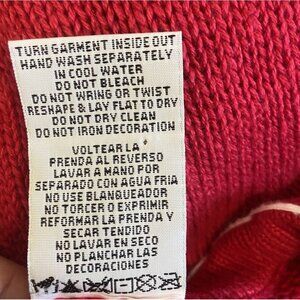 TURN GARMENT INSIDE OUT
HAND WASH SEPARATELY
IN COOL WATER
DO NOT BLEACH
DO NOT WRING OR TWIST
RESHAPE & LAY FLAT TO DRY
DO NOT DRY CLEAN
DO NOT IRON DECORATION
VOLTEAR LA
PRENDA AL REVERSO
LAVAR A MANO POR
SEPARADO CON AGUA FRIA
NO USE BLANQUEADOR
NO TORCER O EXPRIMIR
REFORMAR LA PRENDA Y
SECAR TENDIDO
NO LAVAR EN SECO
NO PLANCHAR LAS
DECORACIONES